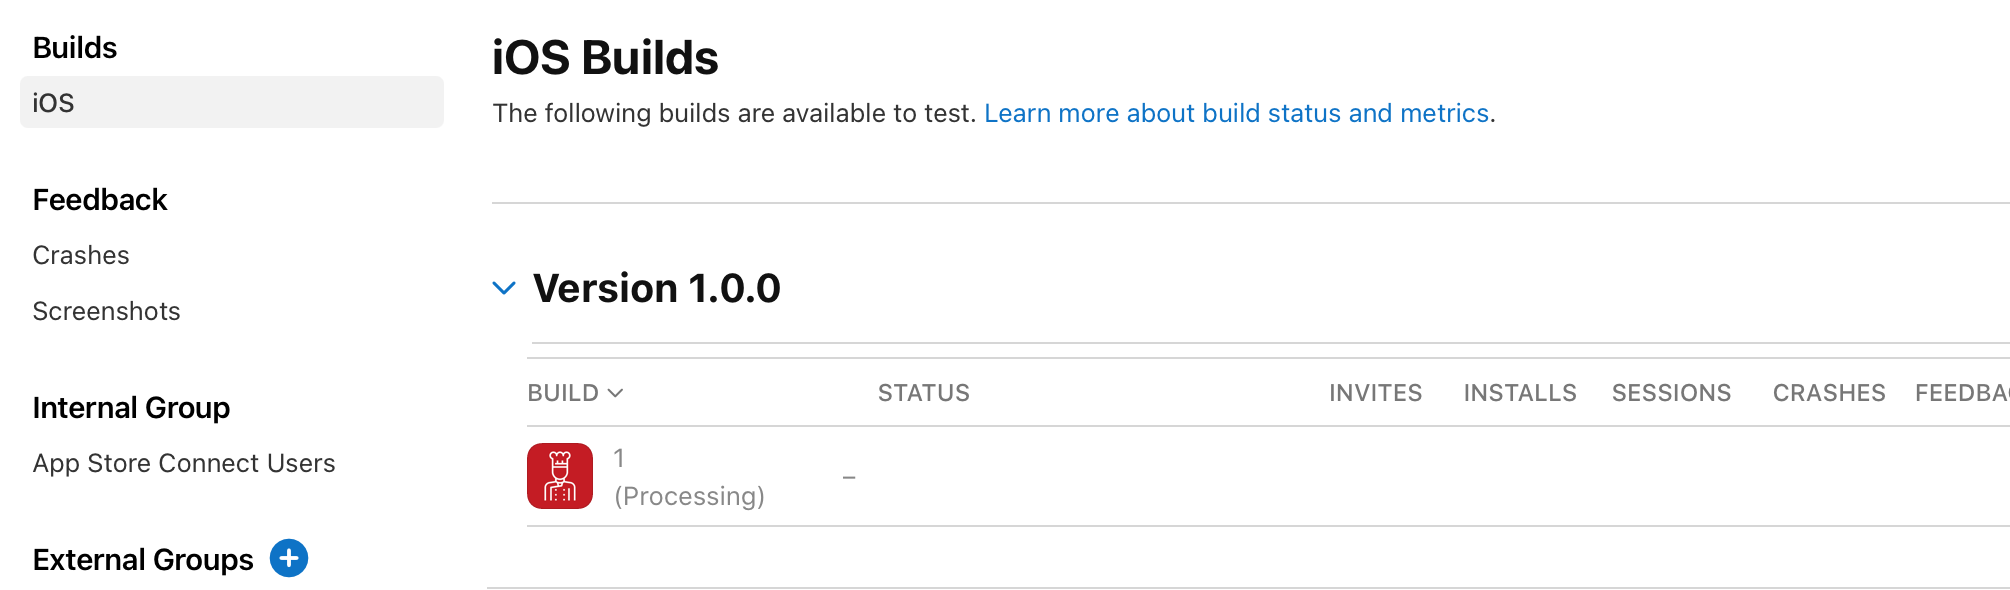 Builds
iOS
Feedback
Crashes
Screenshots
Internal Group
App Store Connect Users
External Groups
iOS Builds
The following builds are available to test. Learn more about build status and metrics.
Version 1.0.0
BUILD STATUS INVITES INSTALLS SESSIONS CRASHES FEEDBA
1
(Processing) –